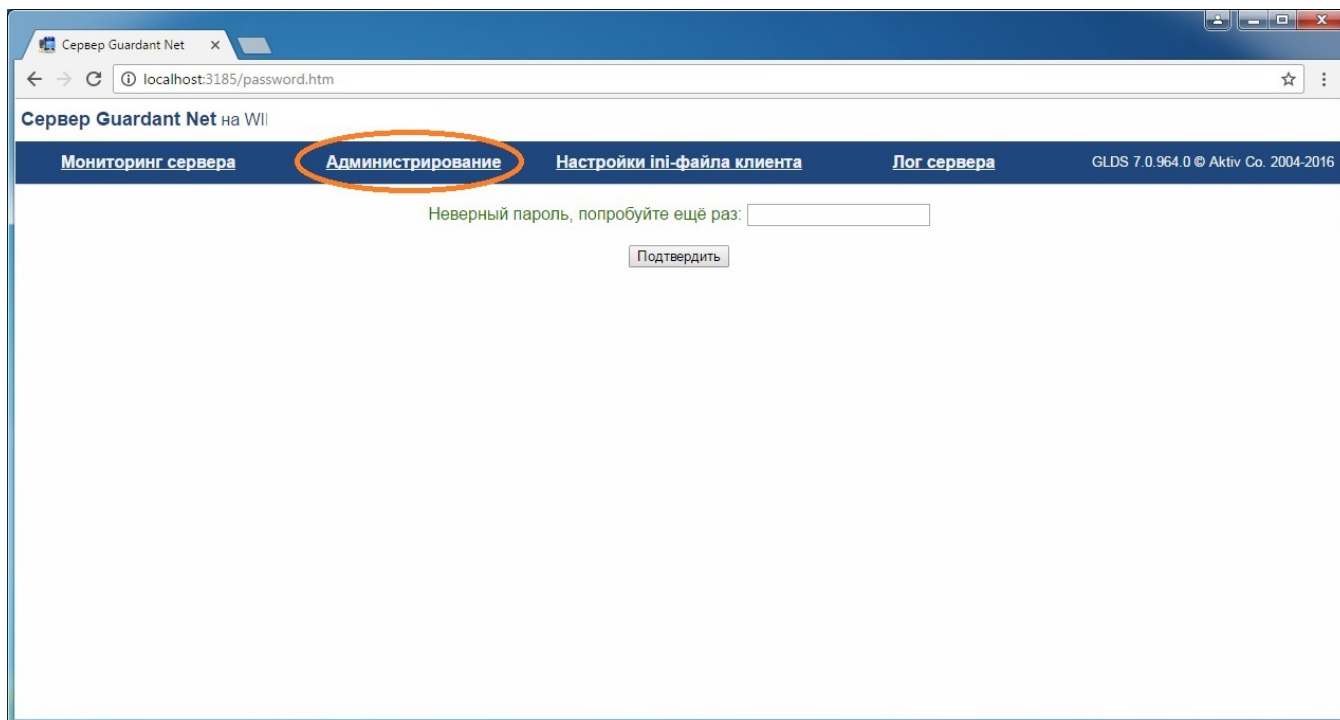 Сервер Guardant Net
localhost:3185/password.htm
Сервер Guardant Net на WI
Мониторинг сервера Администрирование Настройки ini-файла клиента Лог сервера GLDS 7.0.964.0 © Aktiv Co. 2004-2016
Неверный пароль, попробуйте ещё раз:
Подтвердить